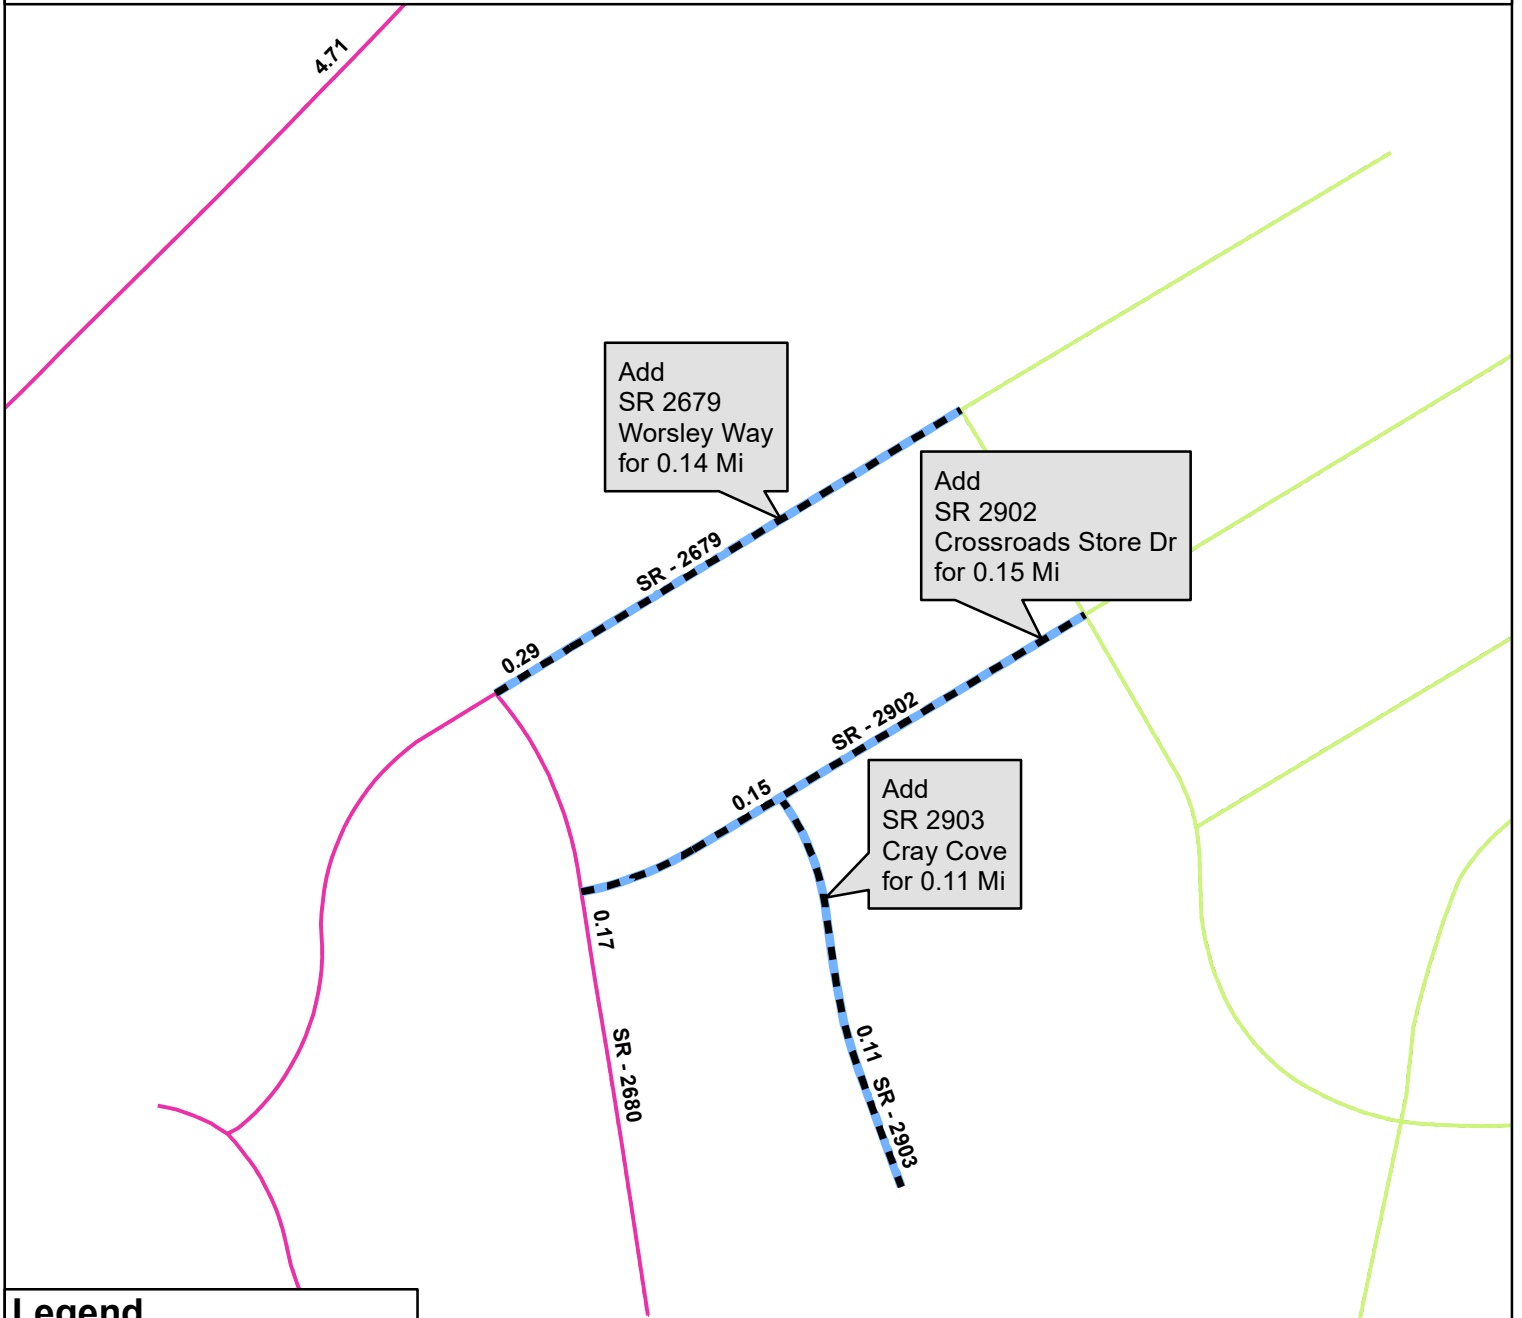 4.71
Add
SR 2679
Worsley Way
for 0.14 Mi
Add
SR 2902
Crossroads Store Dr
for 0.15 Mi
SR - 2679
0.29
SR - 2902
0.15
Add
SR 2903
Cray Cove
for 0.11 Mi
0.17
SR - 2680
0.11
SR - 2903
Legend